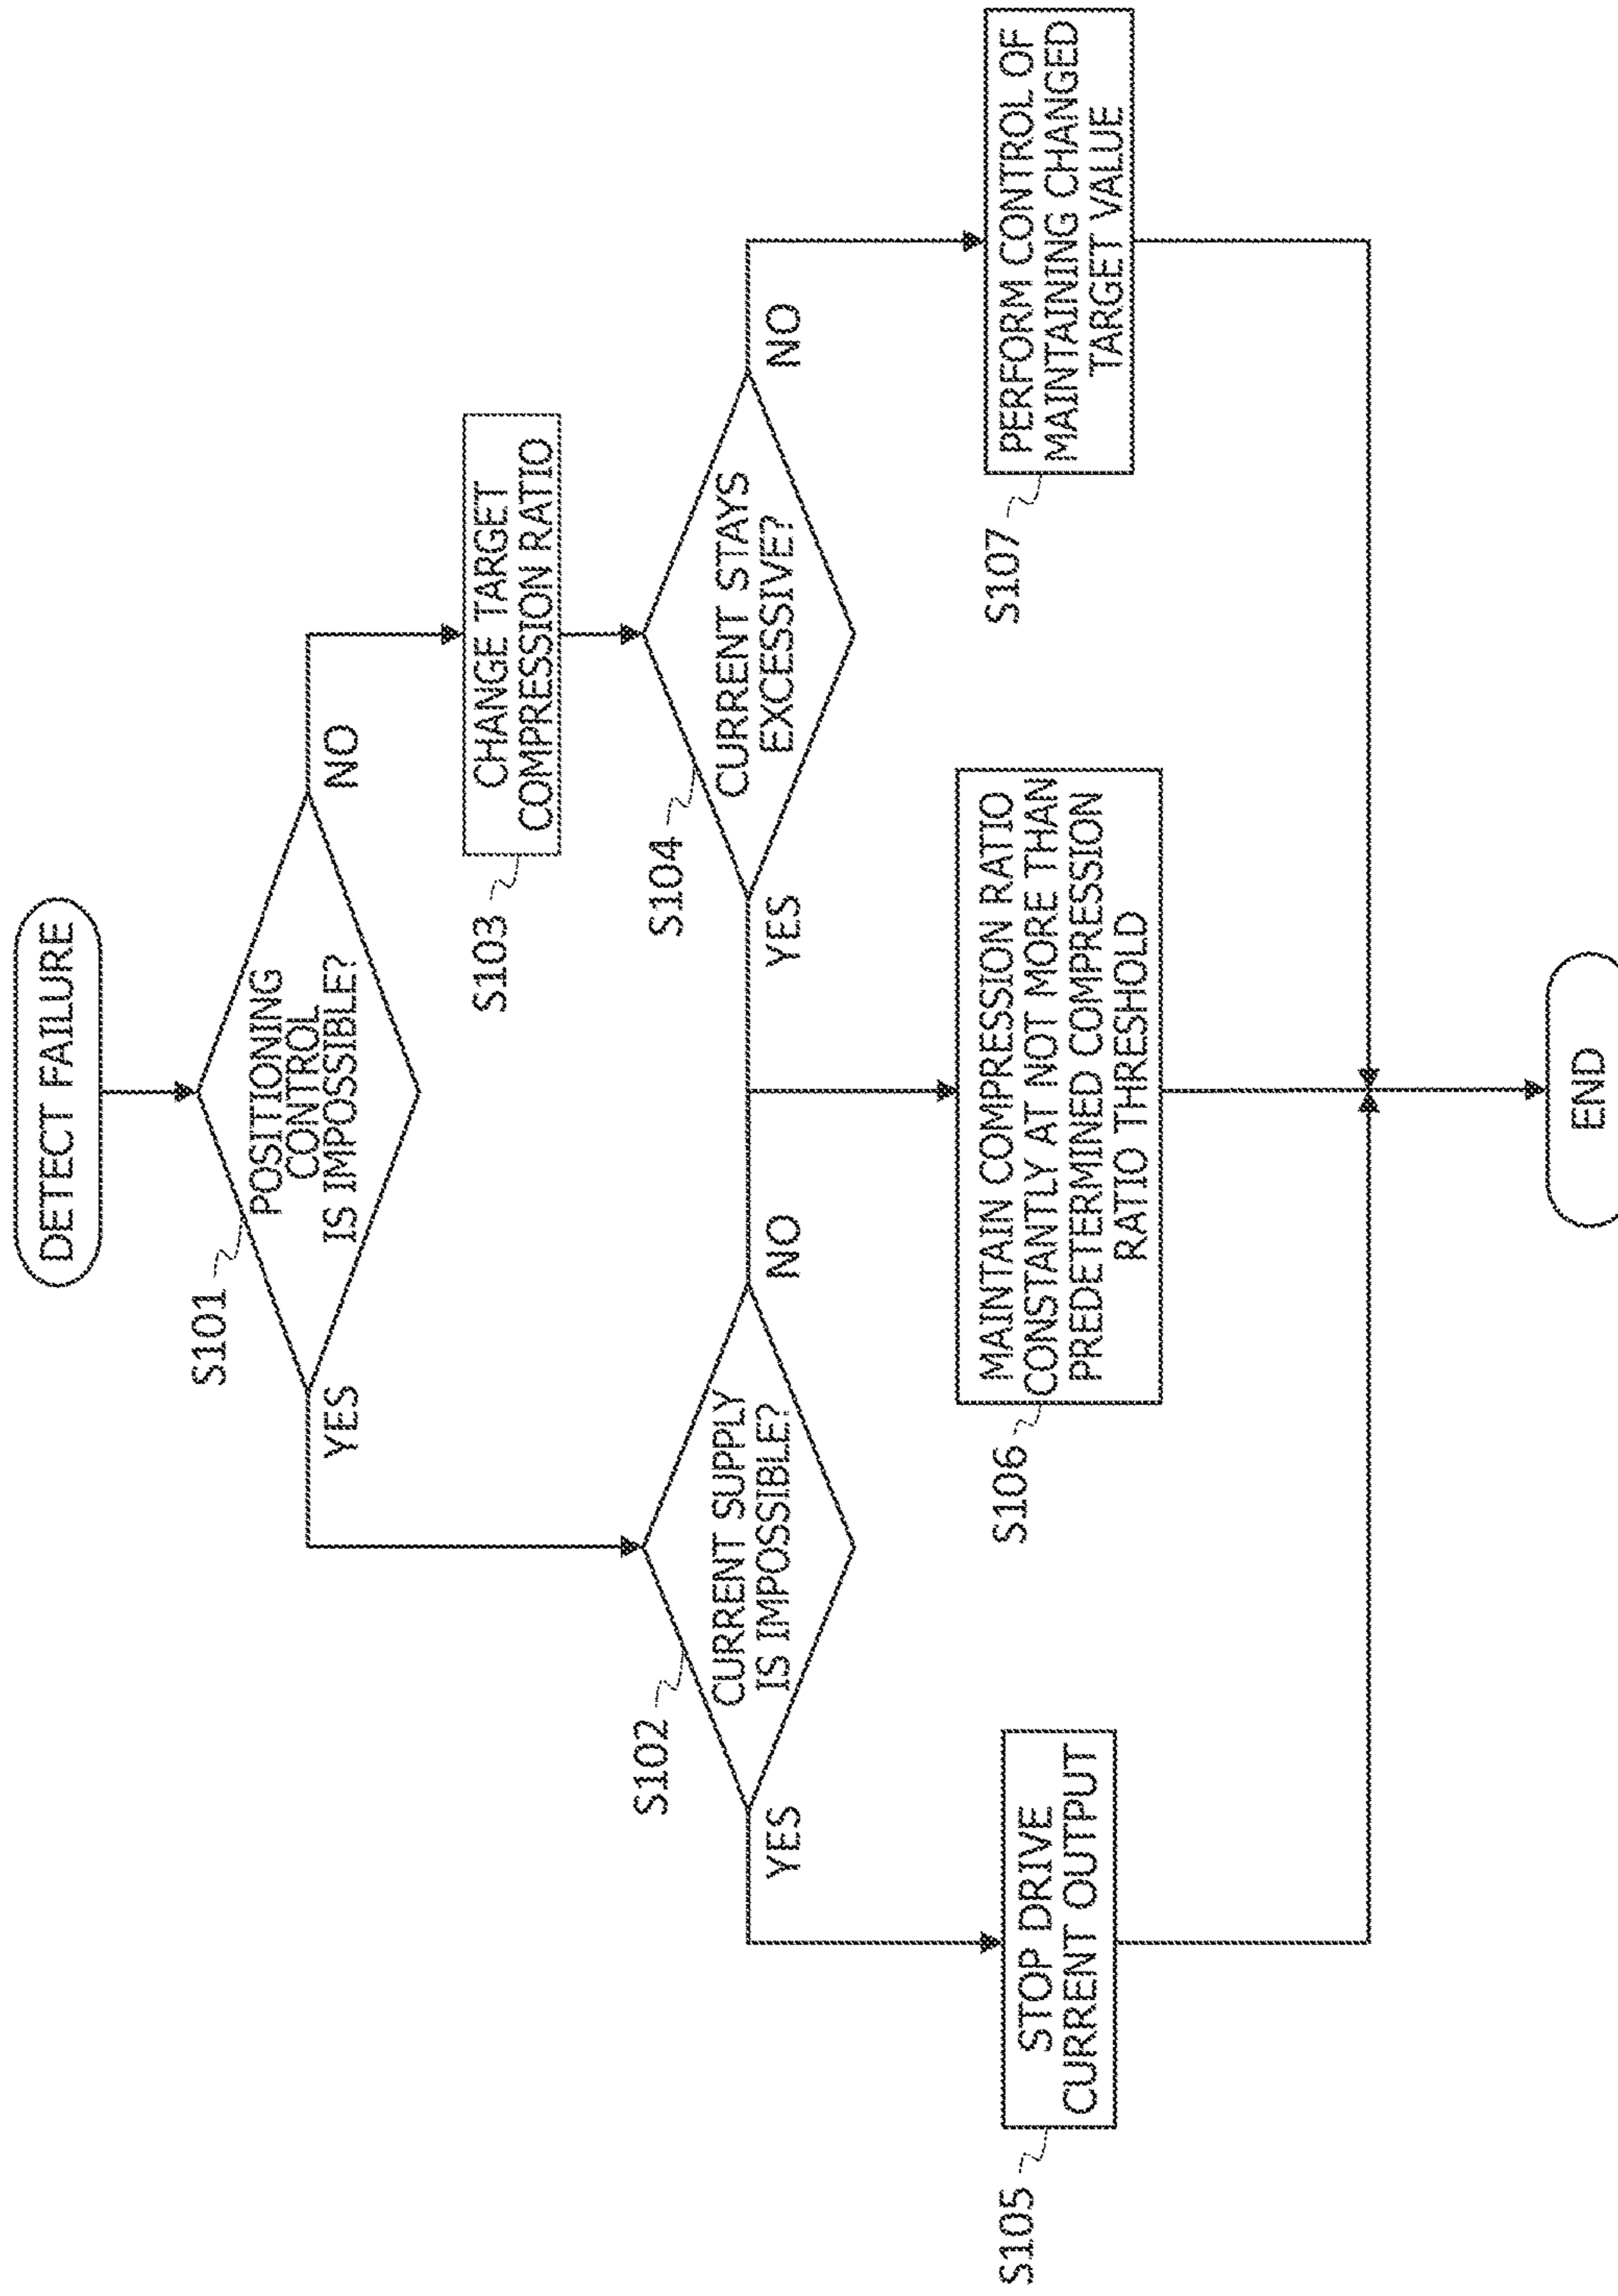 DETECT FAILURE
S101
POSITIONING
CONTROL
IS IMPOSSIBLE?
YES
NO
S103
CHANGE TARGET
COMPRESSION RATIO
S102
CURRENT SUPPLY
IS IMPOSSIBLE?
YES
NO
S104
CURRENT STAYS
EXCESSIVE?
YES
NO
S105
STOP DRIVE
CURRENT OUTPUT
S106
MAINTAIN COMPRESSION RATIO
CONSTANTLY AT NOT MORE THAN
PREDETERMINED COMPRESSION
RATIO THRESHOLD
S107
PERFORM CONTROL OF
MAINTAINING CHANGED
TARGET VALUE
END